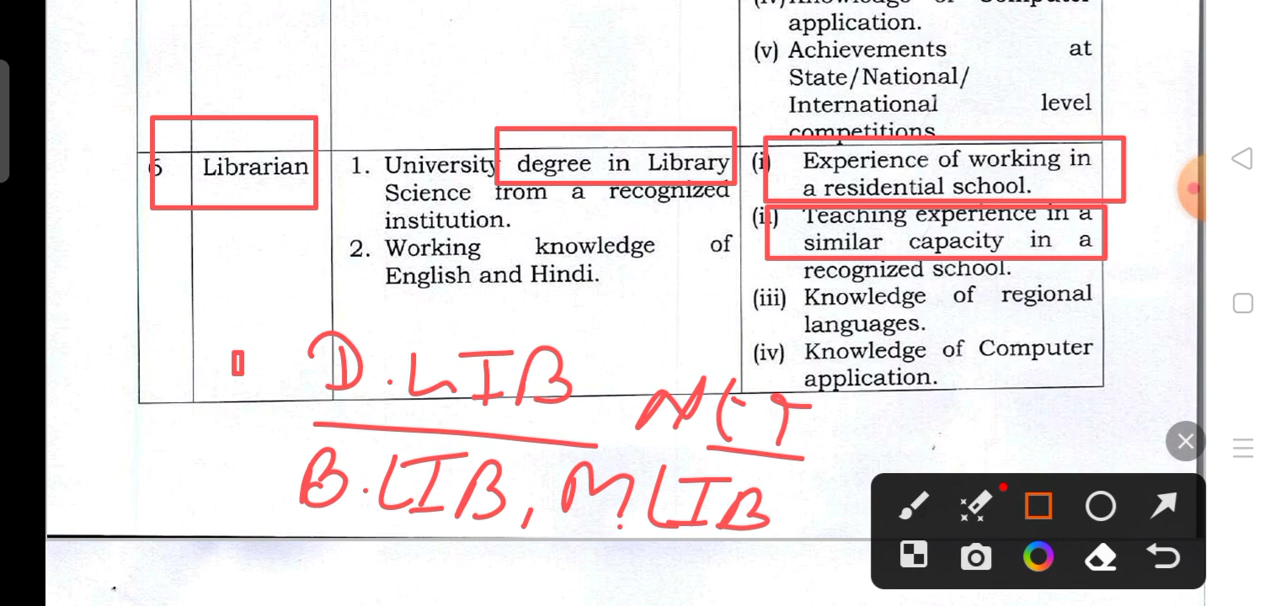 application.
(v) Achievements at
State/National/
International level
competitions
6 Librarian
1. University degree in Library
Science from a recognized
institution.
2. Working knowledge of
English and Hindi.
(i) Experience of working in
a residential school.
(ii) Teaching experience in a
similar capacity in a
recognized school.
(iii) Knowledge of regional
languages.
(iv) Knowledge of Computer
application.
D.LIB
NET
B.LIB, M.LIB